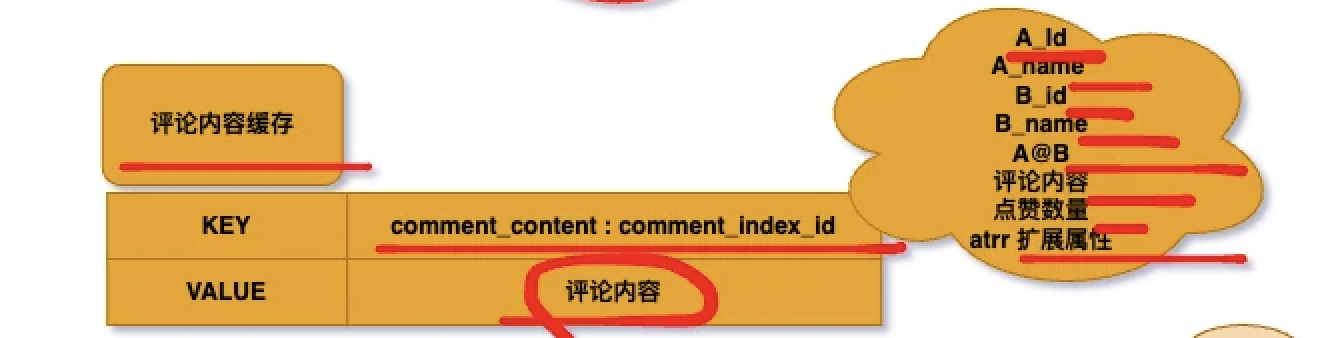 A_Id
A_name
B_id
B_name
A@B
评论内容
点赞数量
atrr 扩展属性
评论内容缓存
KEY comment_content : comment_index_id
VALUE 评论内容